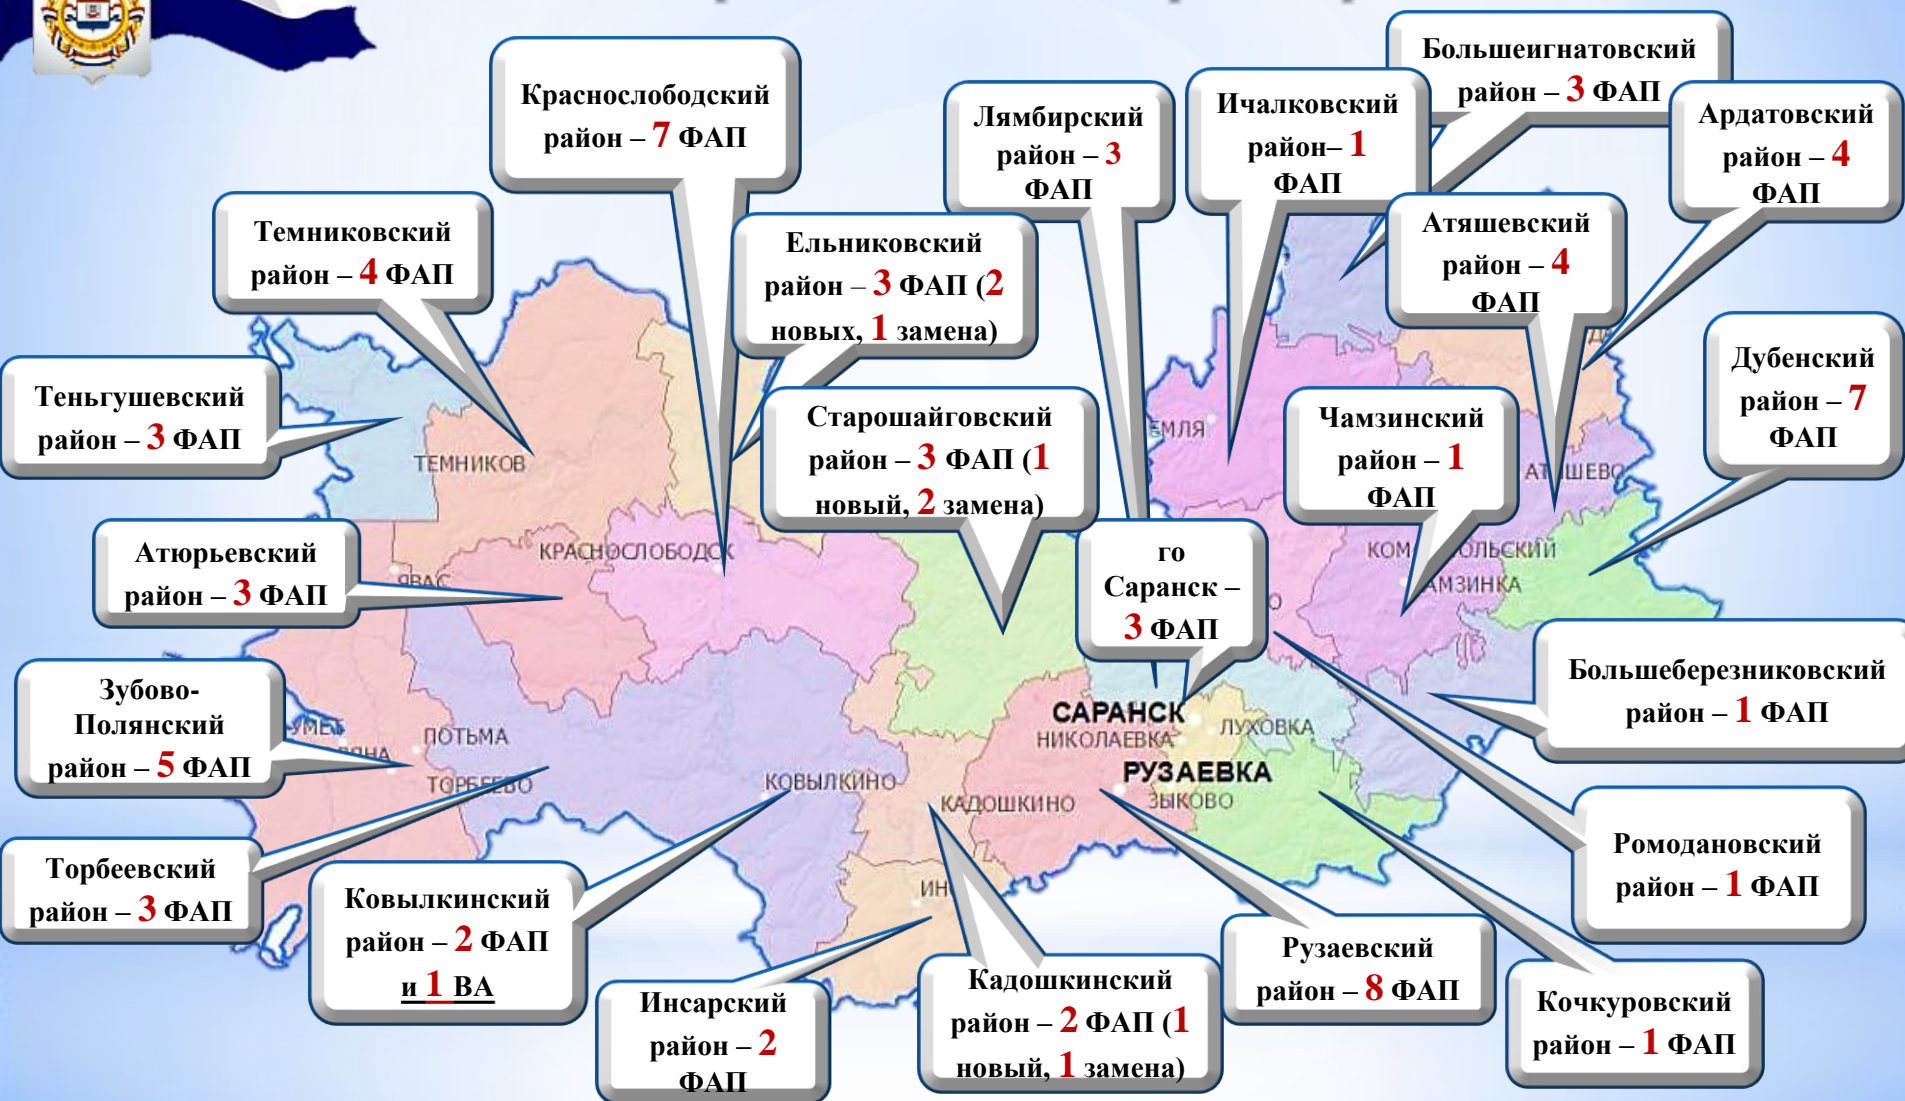 Большеигнатовский
район – 3 ФАП
Краснослободский
район – 7 ФАП
Лямбирский
район – 3
ФАП
Ичалковский
район– 1
ФАП
Ардатовский
район – 4
ФАП
Темниковский
район – 4 ФАП
Ельниковский
район – 3 ФАП (2
новых, 1 замена)
Атяшевский
район – 4
ФАП
Теньгушевский
район – 3 ФАП
Старошайговский
район – 3 ФАП (1
новый, 2 замена)
Чамзинский
район – 1
ФАП
Дубенский
район – 7
ФАП
ТЕМНИКОВ
Атюрьевский
район – 3 ФАП
КРАСНОСЛОБОДСК
ЯВАС
го
Саранск –
3 ФАП
Зубово-
Полянский
район – 5 ФАП
Большеберезниковский
район – 1 ФАП
ПОТЬМА
САРАНСК
НИКОЛАЕВКА
ЛУХОВКА
РУЗАЕВКА
КОВЫЛКИНО
КАДОШКИНО
ЗЫКОВО
Торбеевский
район – 3 ФАП
Ковылкинский
район – 2 ФАП
и 1 ВА
Ромодановский
район – 1 ФАП
Инсарский
район – 2
ФАП
Кадошкинский
район – 2 ФАП (1
новый, 1 замена)
Рузаевский
район – 8 ФАП
Кочкуровский
район – 1 ФАП